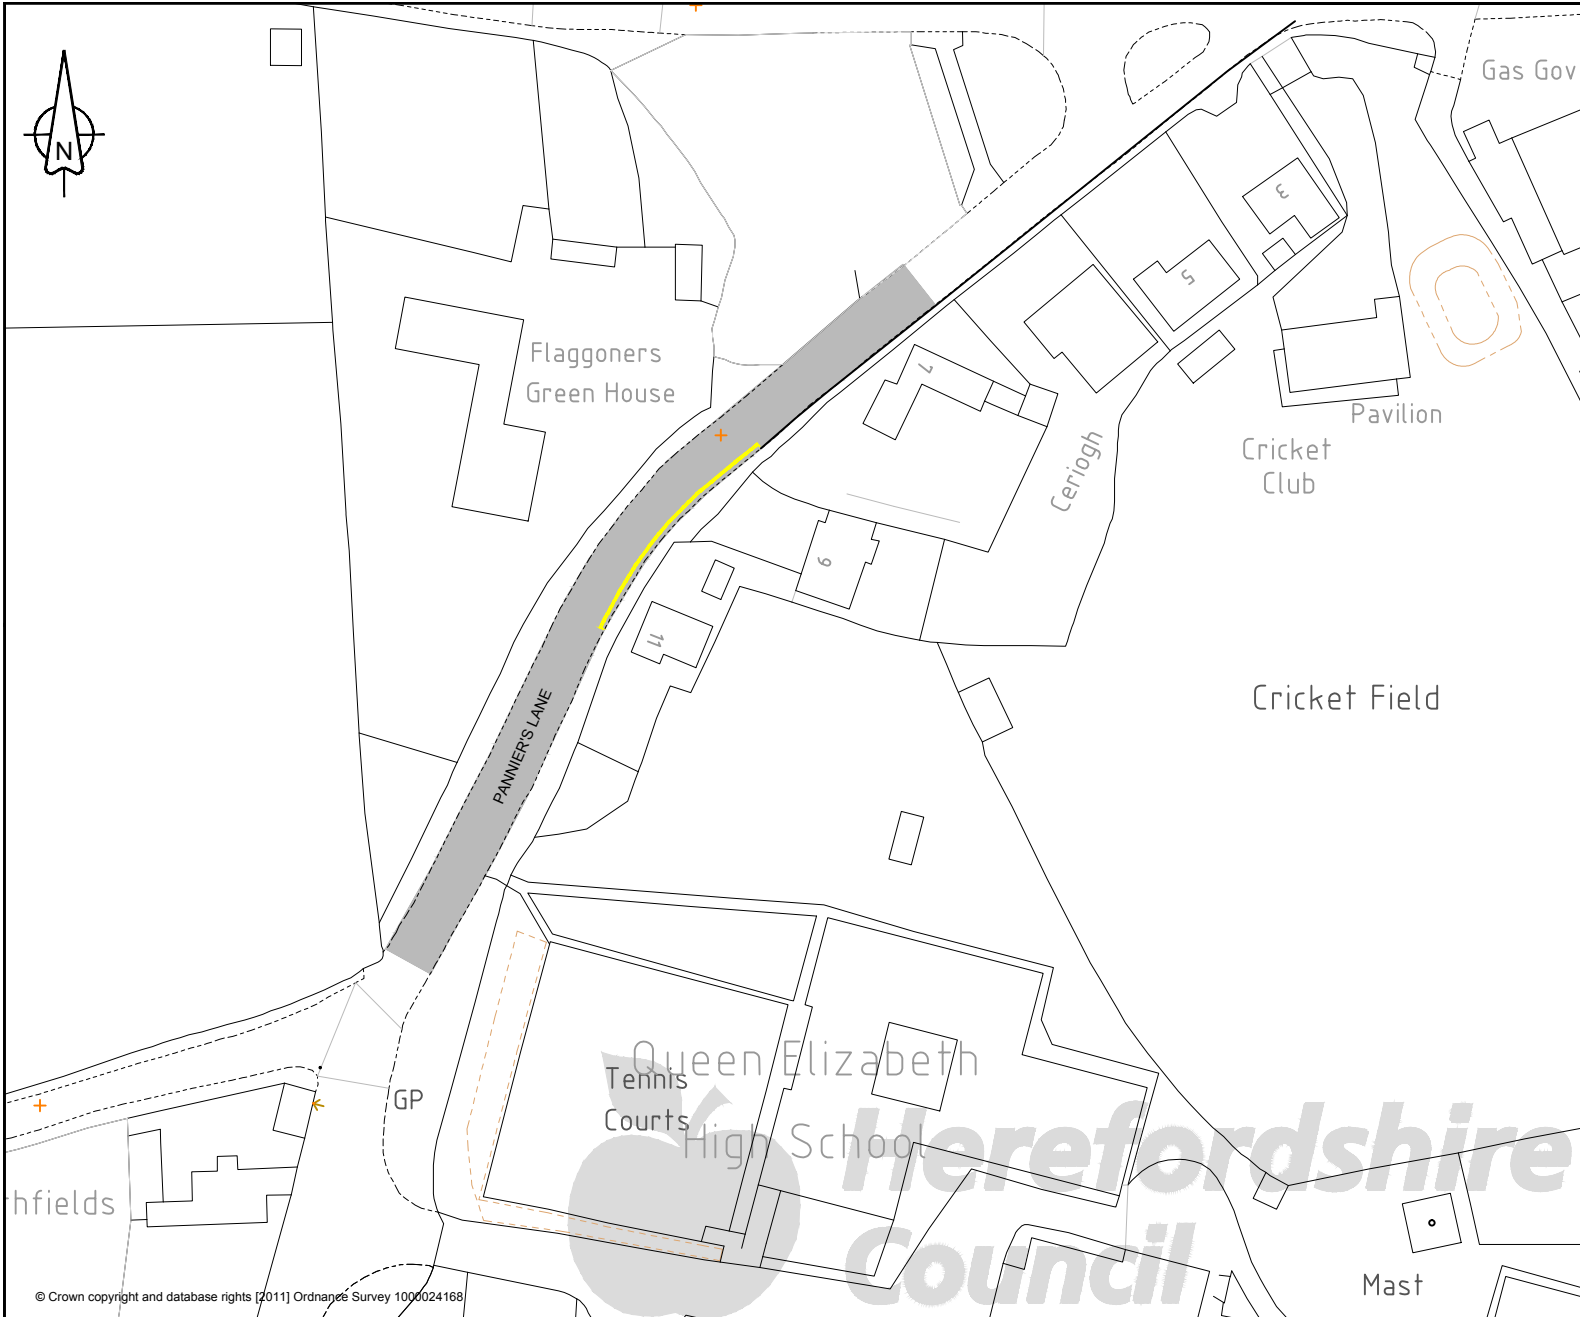 Gas Gov
N
3
5
Flaggoners
Green House
7
Pavilion
Cricket
Club
Ceriogh
9
11
Cricket Field
PANNIER'S LANE
Queen Elizabeth
High School
Tennis
Courts
GP
Herefordshire
Council
hfields
Mast
© Crown copyright and database rights [2011] Ordnance Survey 100024168